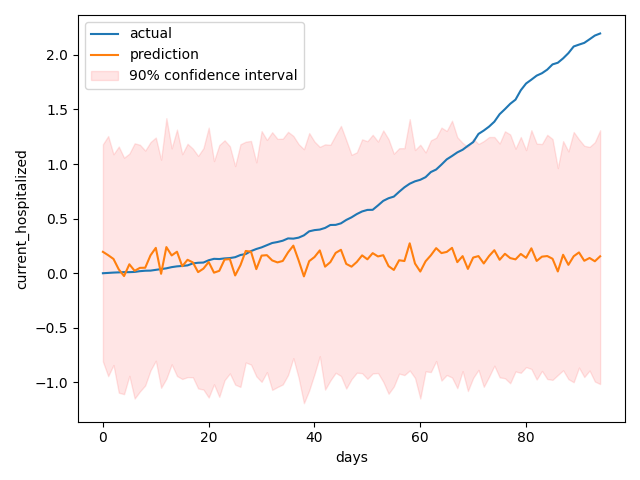 actual
prediction
90% confidence interval
2.0
1.5
1.0
0.5
0.0
−0.5
−1.0
current_hospitalized
0 20 40 60 80
days